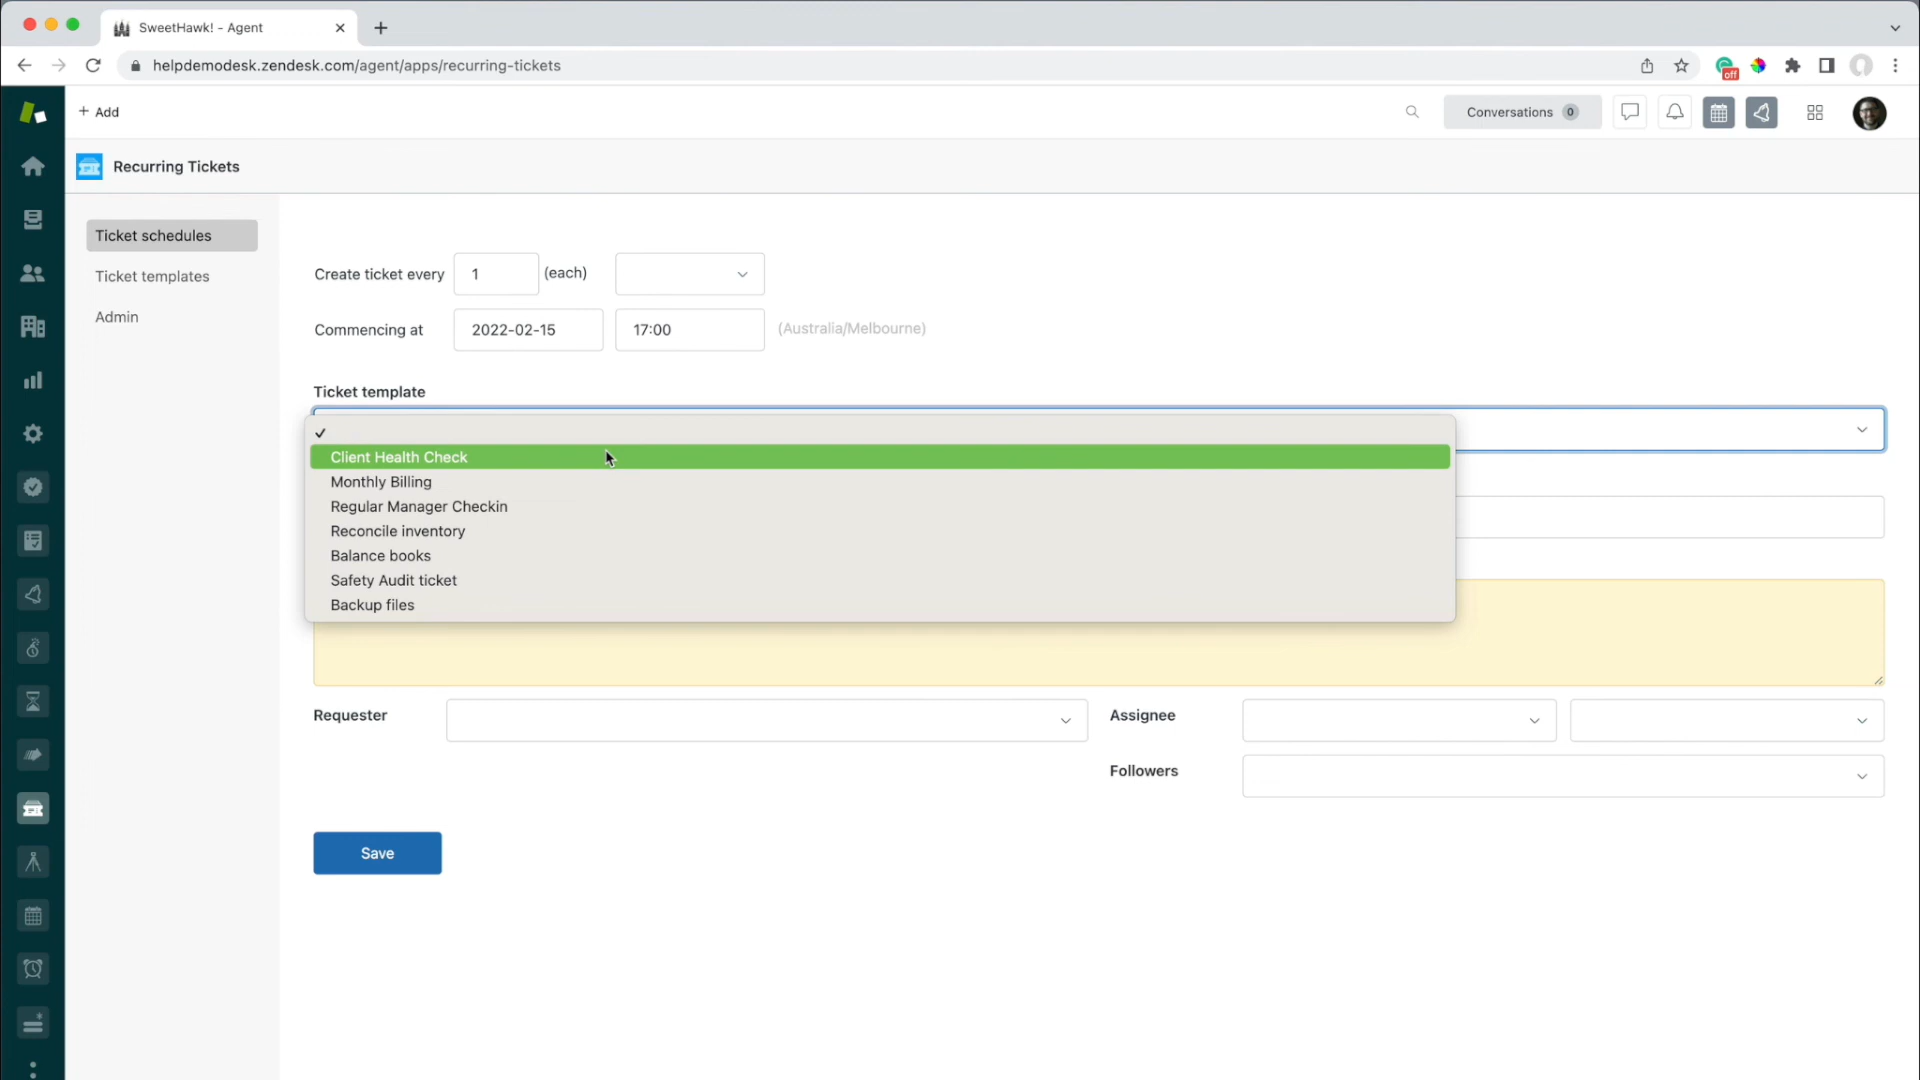 SweetHawk! - Agent
helpdemodesk.zendesk.com/agent/apps/recurring-tickets
off
+ Add
Conversations 0
Recurring Tickets
Ticket schedules
Ticket templates
Admin
Create ticket every 1 (each)
Commencing at 2022-02-15 17:00 (Australia/Melbourne)
Ticket template
Client Health Check
Monthly Billing
Regular Manager Checkin
Reconcile inventory
Balance books
Safety Audit ticket
Backup files
Requester
Assignee
Followers
Save